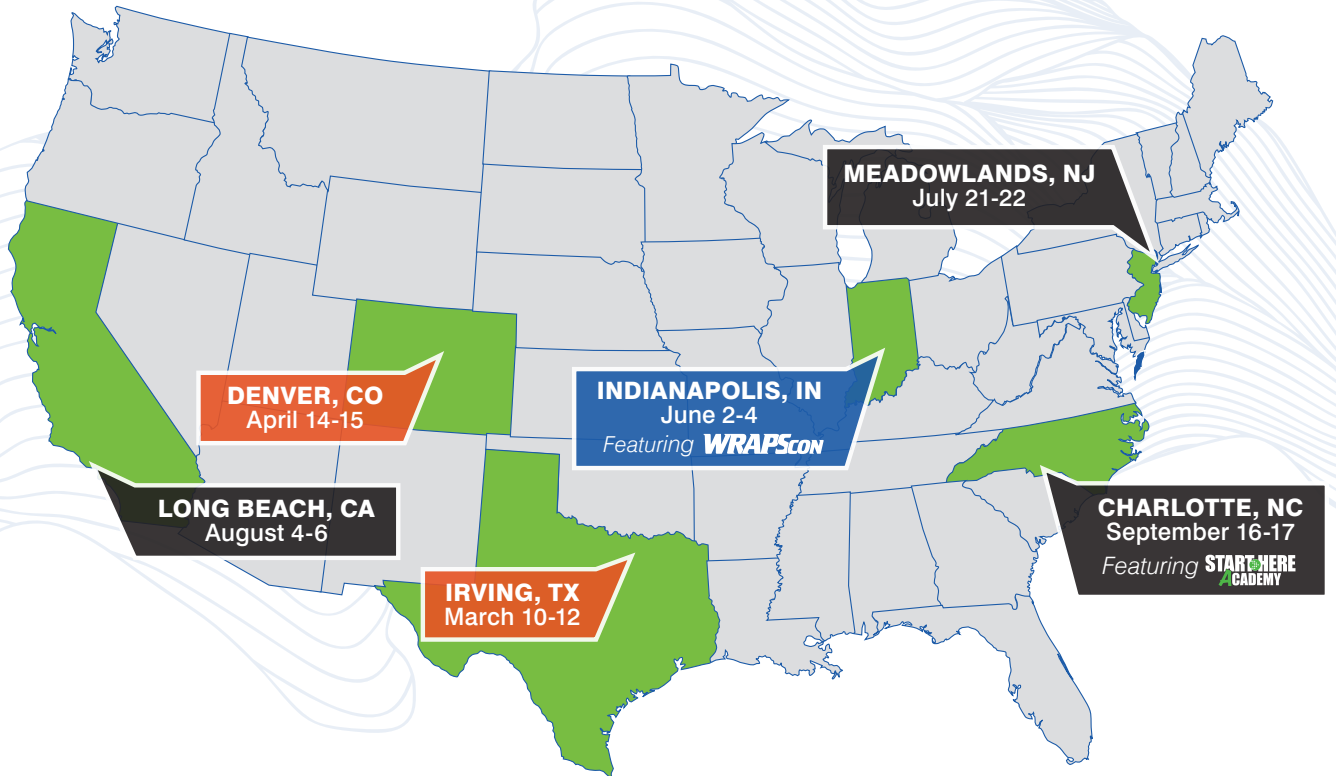 MEADOWLANDS, NJ
July 21-22
DENVER, CO
April 14-15
INDIANAPOLIS, IN
June 2-4
Featuring WRAPSCON
LONG BEACH, CA
August 4-6
CHARLOTTE, NC
September 16-17
Featuring START HERE
ACADEMY
IRVING, TX
March 10-12